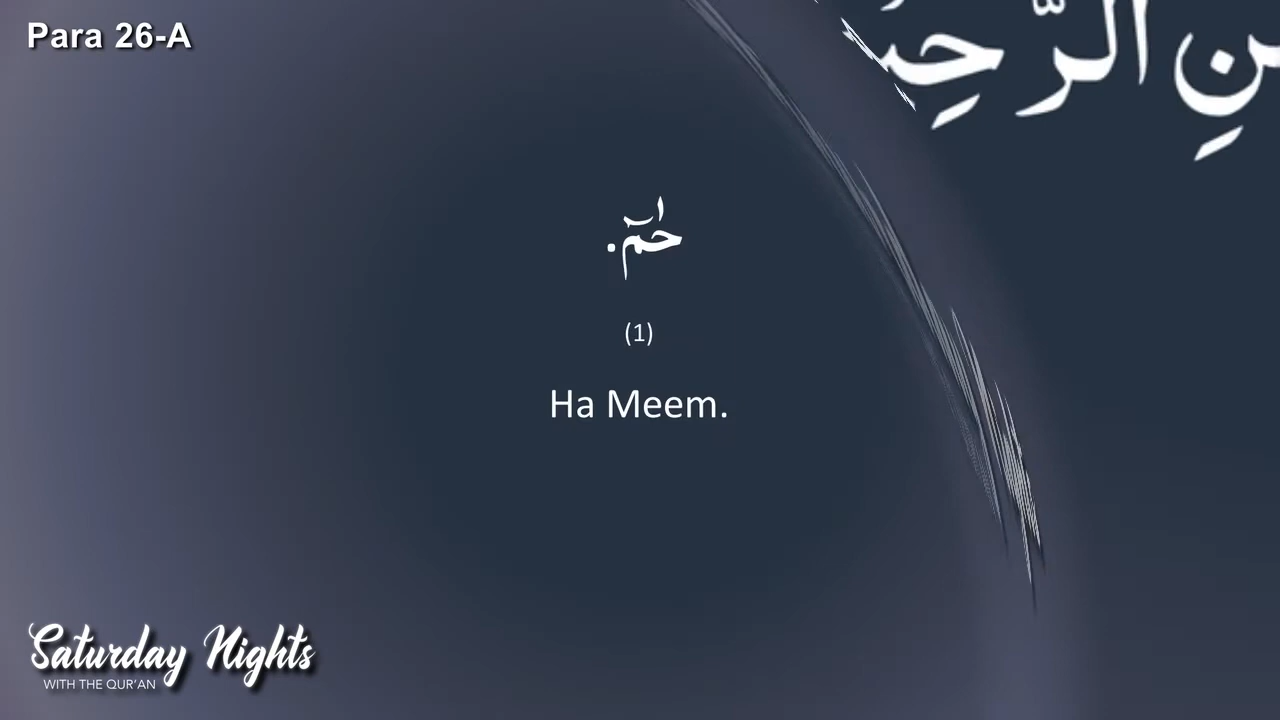 Para 26-A
حٰمٓ.
(1)
Ha Meem.
Saturday Nights
WITH THE QUR'AN